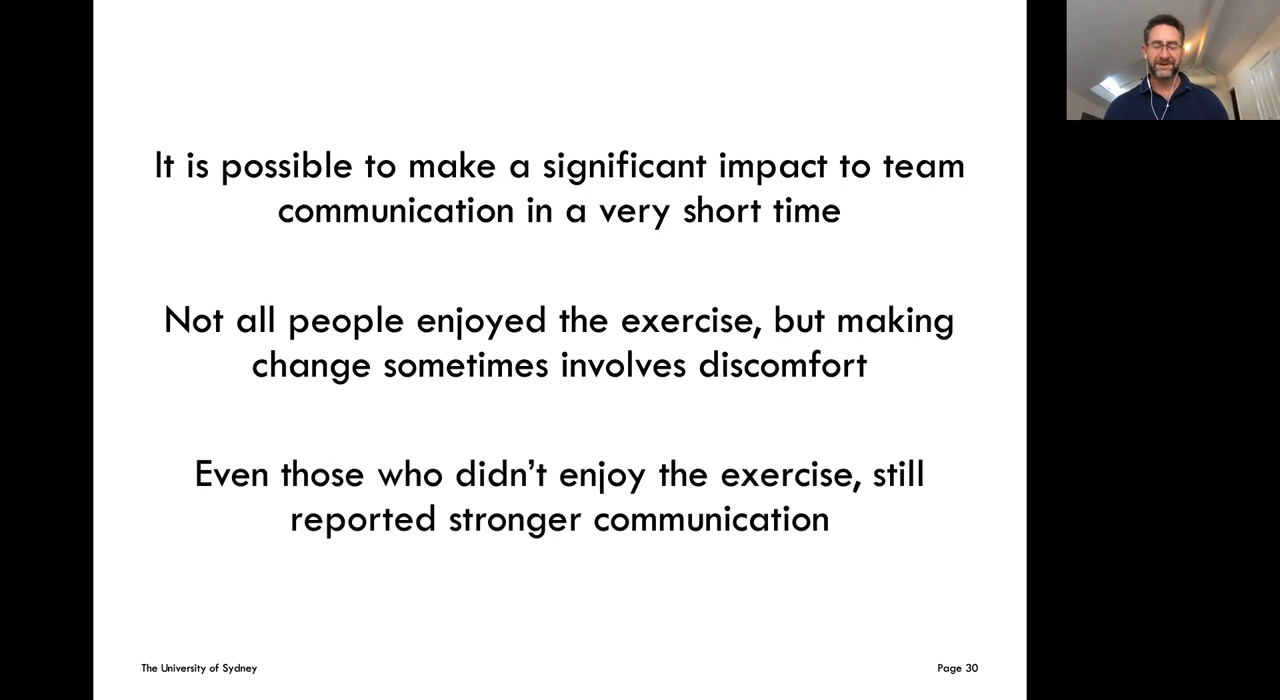 It is possible to make a significant impact to team
communication in a very short time
Not all people enjoyed the exercise, but making
change sometimes involves discomfort
Even those who didn’t enjoy the exercise, still
reported stronger communication
The University of Sydney
Page 30